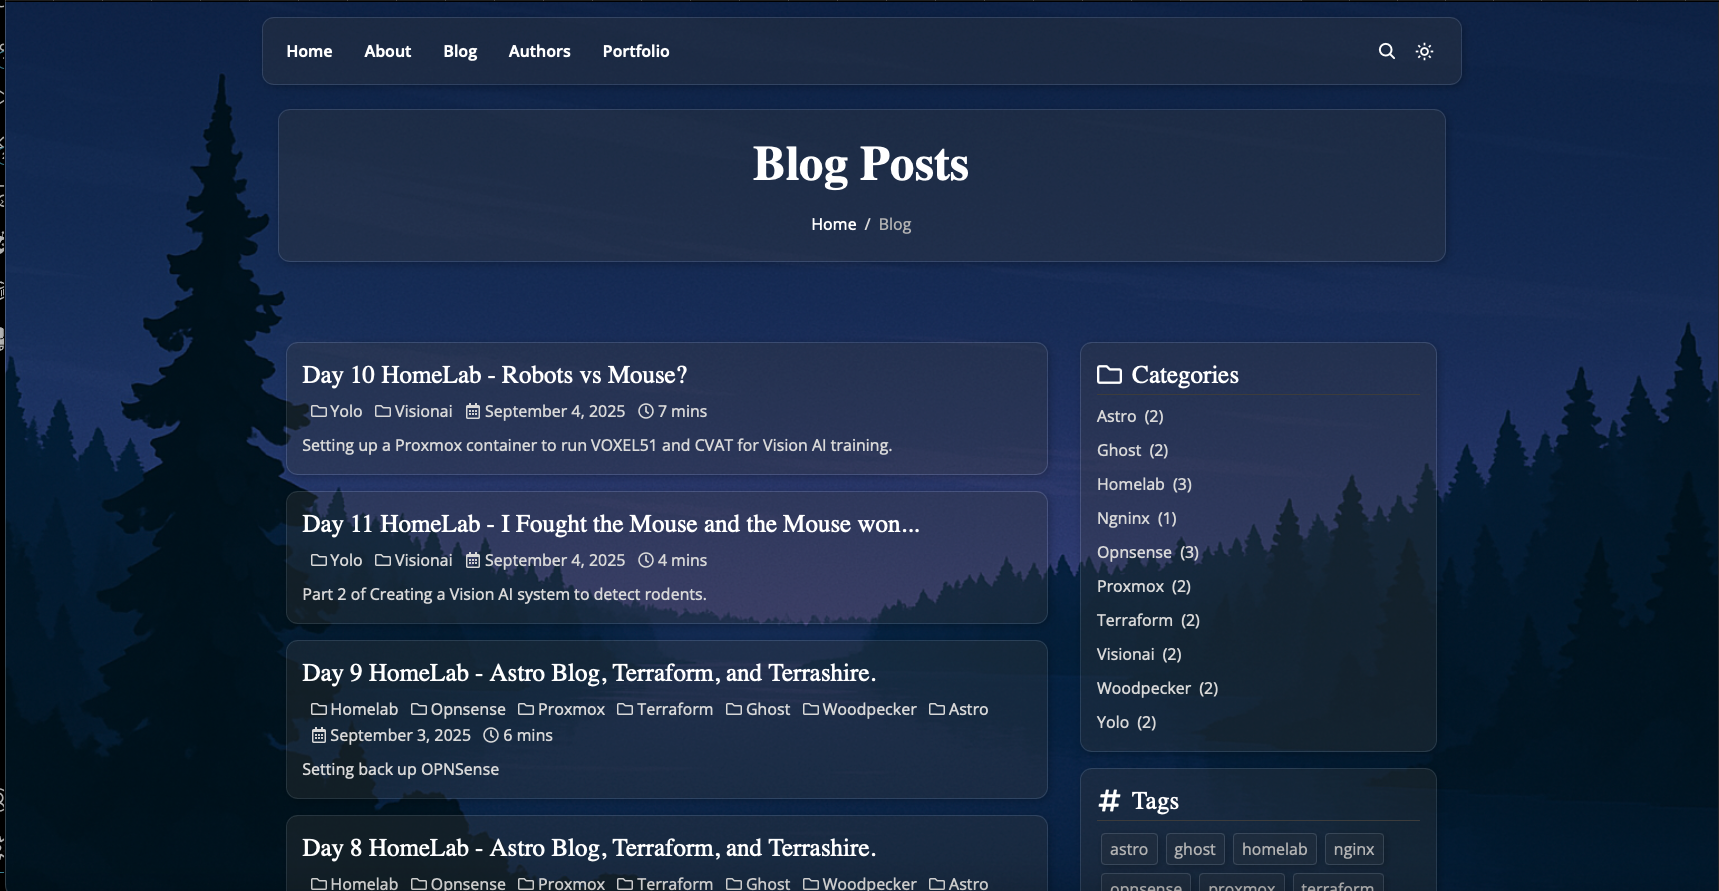 Home About Blog Authors Portfolio
Blog Posts
Home / Blog
Day 10 HomeLab - Robots vs Mouse?
Yolo Visionai September 4, 2025 7 mins
Setting up a Proxmox container to run VOXEL51 and CVAT for Vision AI training.
Day 11 HomeLab - I Fought the Mouse and the Mouse won...
Yolo Visionai September 4, 2025 4 mins
Part 2 of Creating a Vision AI system to detect rodents.
Day 9 HomeLab - Astro Blog, Terraform, and Terrashire.
Homelab Opnsense Proxmox Terraform Ghost Woodpecker Astro
September 3, 2025 6 mins
Setting back up OPNSense
Day 8 HomeLab - Astro Blog, Terraform, and Terrashire.
Homelab Opnsense Proxmox Terraform Ghost Woodpecker Astro
Categories
Astro (2)
Ghost (2)
Homelab (3)
Ngninx (1)
Opnsense (3)
Proxmox (2)
Terraform (2)
Visionai (2)
Woodpecker (2)
Yolo (2)
# Tags
astro ghost homelab nginx
opnsense proxmox terraform